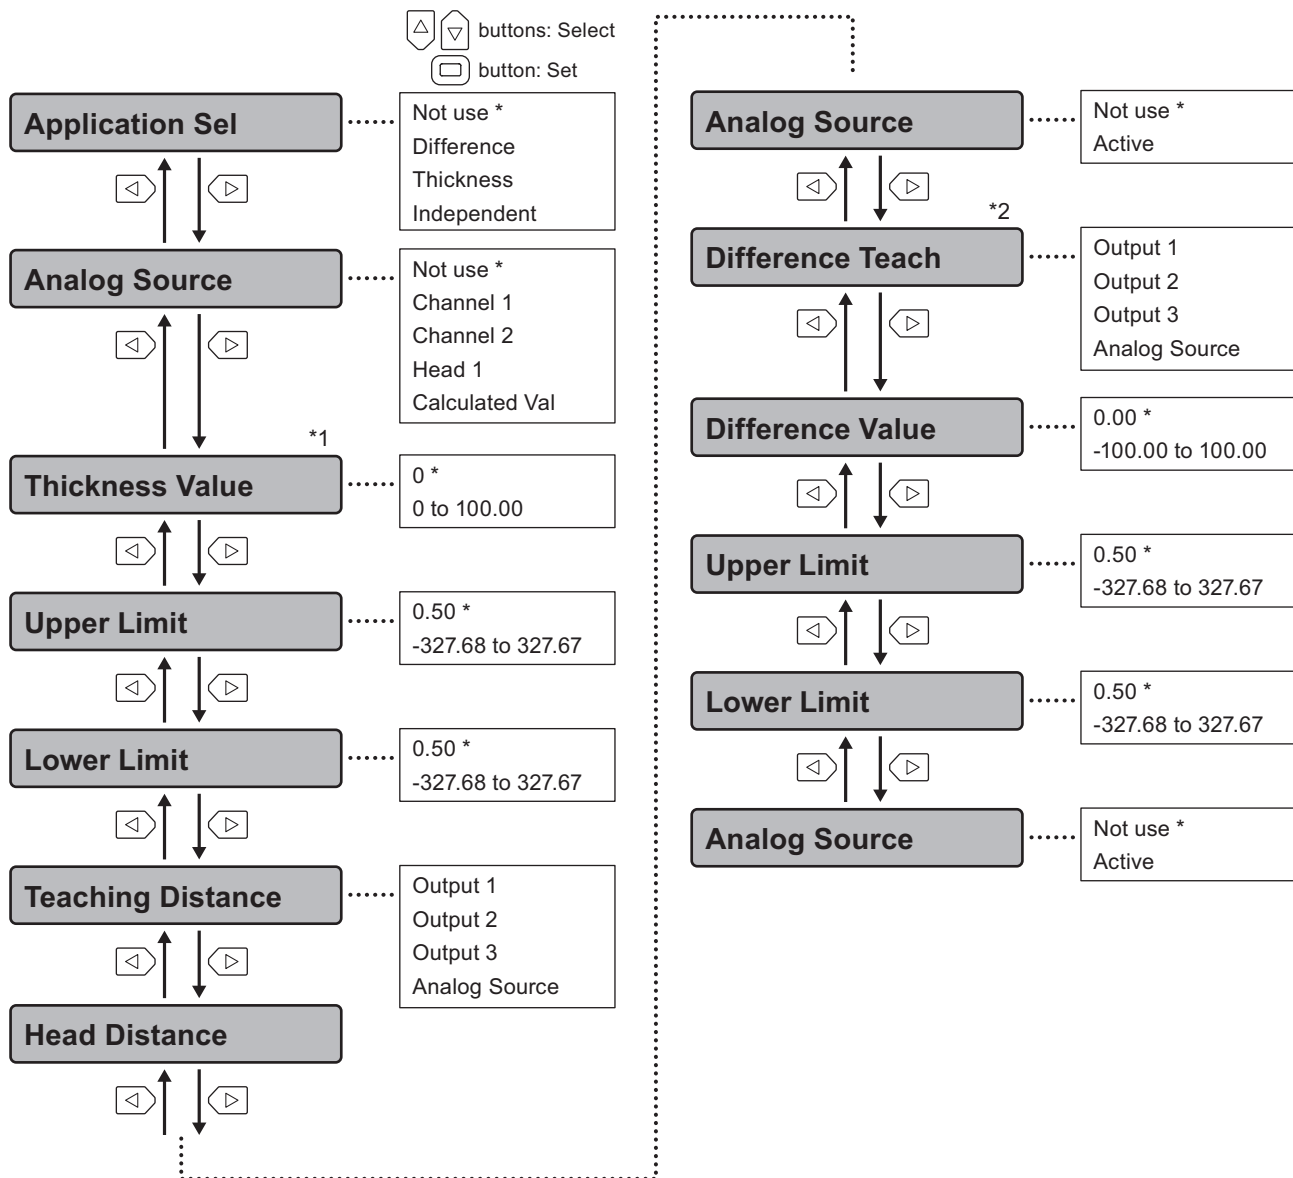 buttons: Select
button: Set
Application Sel
Not use *
Difference
Thickness
Independent
Analog Source
Not use *
Channel 1
Channel 2
Head 1
Calculated Val
*1
Thickness Value
0 *
0 to 100.00
Upper Limit
0.50 *
-327.68 to 327.67
Lower Limit
0.50 *
-327.68 to 327.67
Teaching Distance
Output 1
Output 2
Output 3
Analog Source
Head Distance
Analog Source
Not use *
Active
*2
Difference Teach
Output 1
Output 2
Output 3
Analog Source
Difference Value
0.00 *
-100.00 to 100.00
Upper Limit
0.50 *
-327.68 to 327.67
Lower Limit
0.50 *
-327.68 to 327.67
Analog Source
Not use *
Active